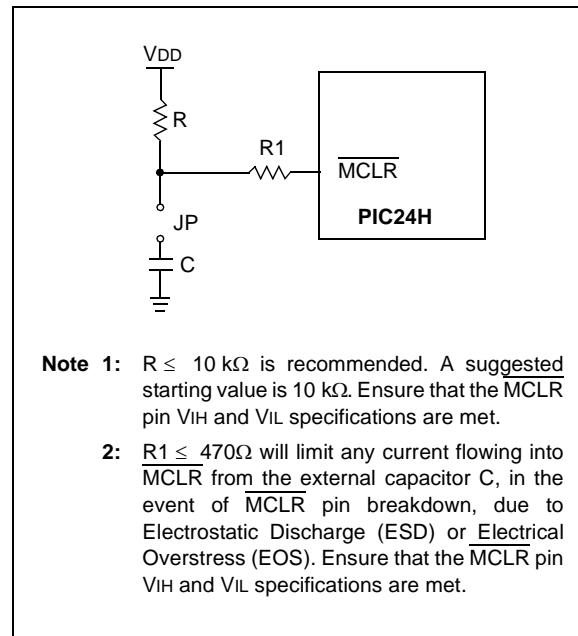 VDD
R
R1
MCLR
PIC24H
JP
C
Note 1: R ≤ 10 kΩ is recommended. A suggested
starting value is 10 kΩ. Ensure that the MCLR
pin VIH and VIL specifications are met.
2: R1 ≤ 470Ω will limit any current flowing into
MCLR from the external capacitor C, in the
event of MCLR pin breakdown, due to
Electrostatic Discharge (ESD) or Electrical
Overstress (EOS). Ensure that the MCLR pin
VIH and VIL specifications are met.